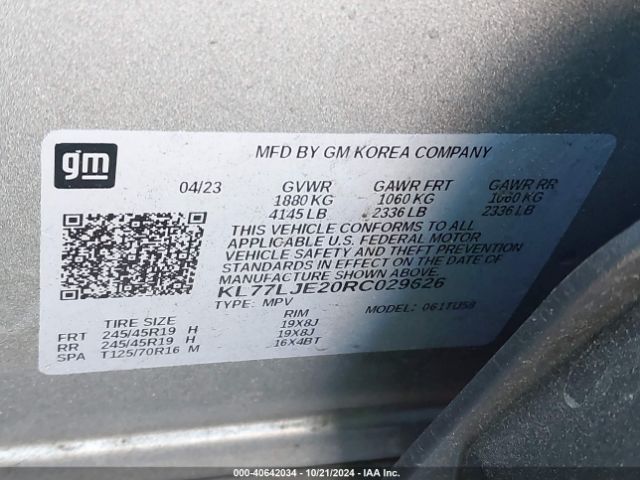 gm
MFD BY GM KOREA COMPANY
04/23 GVWR GAWR FRT GAWR RR
1880 KG 1060 KG 1060 KG
4145 LB 2336 LB 2336 LB
THIS VEHICLE CONFORMS TO ALL
APPLICABLE U.S. FEDERAL MOTOR
VEHICLE SAFETY AND THEFT PREVENTION
STANDARDS IN EFFECT ON THE DATE OF
MANUFACTURE SHOWN ABOVE.
KL77LJE20RC029626
TYPE: MPV MODEL: 061TU58
TIRE SIZE RIM
FRT 245/45R19 H 19X8J
RR 245/45R19 H 19X8J
SPA T125/70R16 M 16X4BT
000-40642034 | 10/21/2024 | IAA Inc.